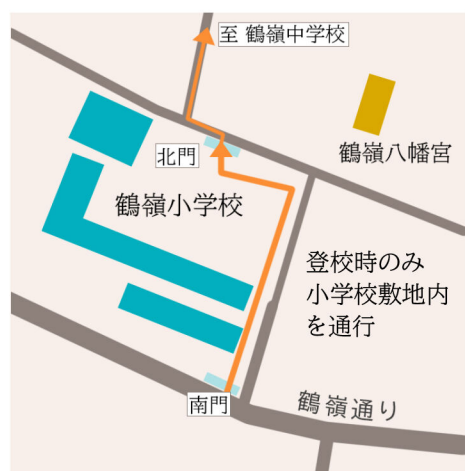 至 鶴嶺中学校
北門
鶴嶺八幡宮
鶴嶺小学校
登校時のみ
小学校敷地内
を通行
南門
鶴嶺通り